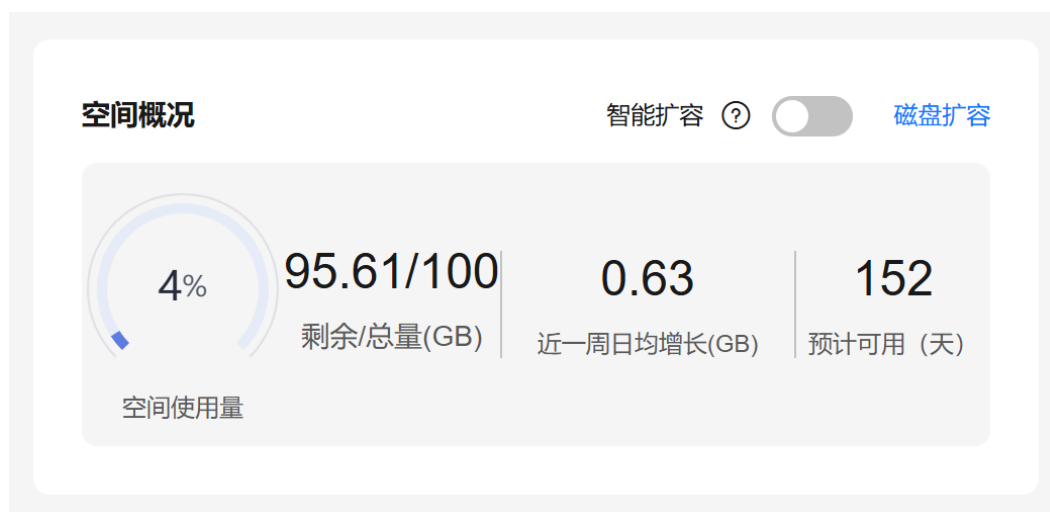 空间概况
智能扩容 ? 磁盘扩容
4%
空间使用量
95.61/100
剩余/总量(GB)
0.63
近一周日均增长(GB)
152
预计可用（天）